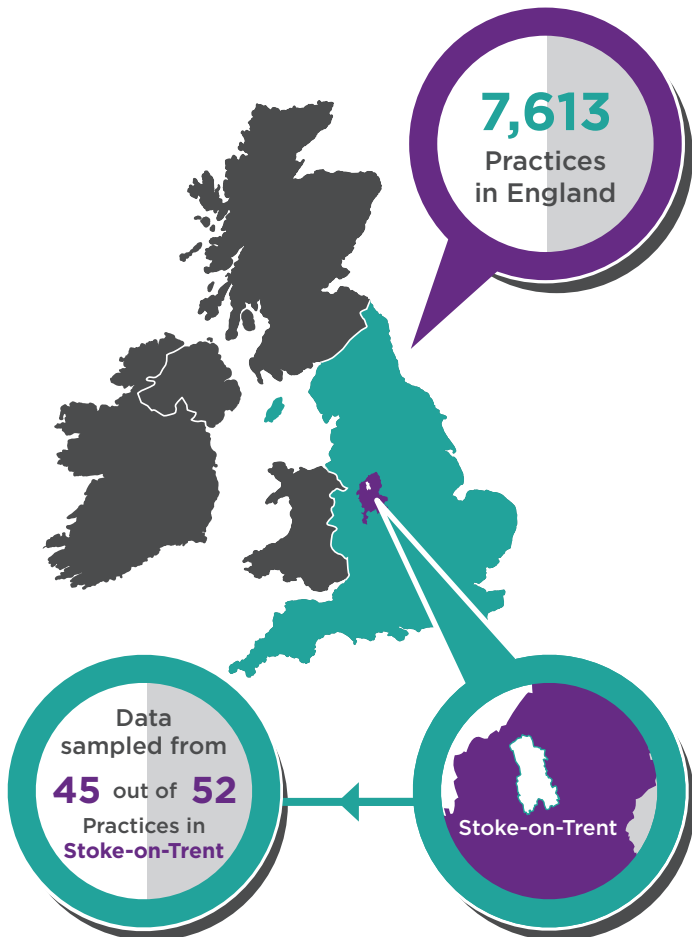 7,613
Practices
in England
Data
sampled from
45 out of 52
Practices in
Stoke-on-Trent
Stoke-on-Trent